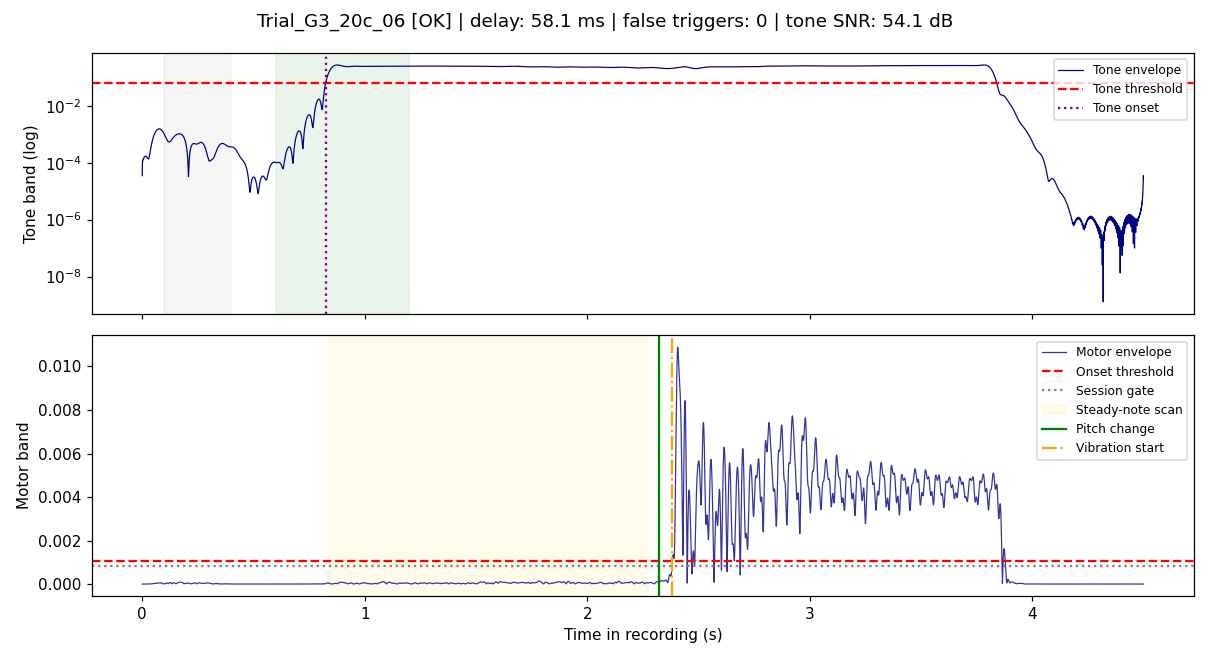 Trial_G3_20c_06 [OK] | delay: 58.1 ms | false triggers: 0 | tone SNR: 54.1 dB
Tone band (log)
10⁻²
10⁻⁴
10⁻⁶
10⁻⁸
Tone envelope
Tone threshold
Tone onset
Motor band
0.010
0.008
0.006
0.004
0.002
0.000
Motor envelope
Onset threshold
Session gate
Steady-note scan
Pitch change
Vibration start
0 1 2 3 4
Time in recording (s)